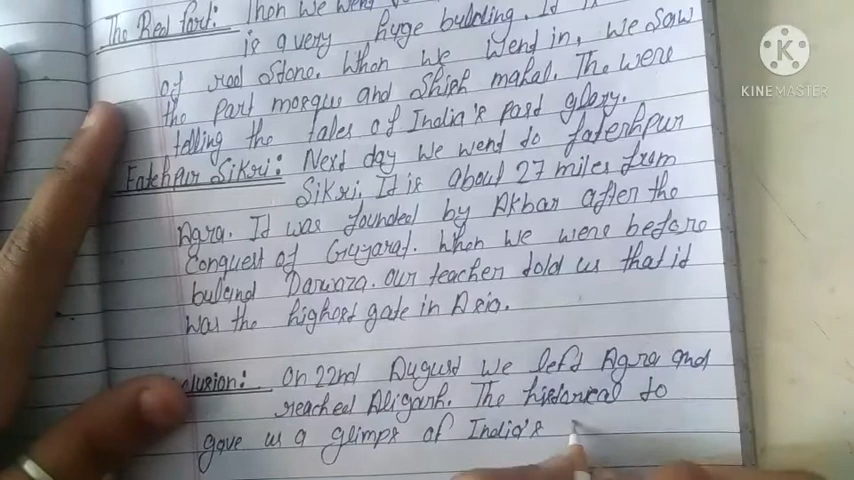 The Red fort: Then we went
is a very huge building. It is
of red stone. When we went in, we saw
the part mosque and Shish mahal. The were
telling the tales of India's past glory.
Fatehpur Sikri: Next day we went to fatehpur
Sikri. It is about 27 miles from
Agra. It was founded by Akbar after the
Conquest of Gujarat. When we were before
buland Darwaza. our teacher told us that it
was the highest gate in Asia.
clusion: On 22nd August we left Agra and
reached Aligarh. The historical to
gave us a glimps of India's
KINEMASTER